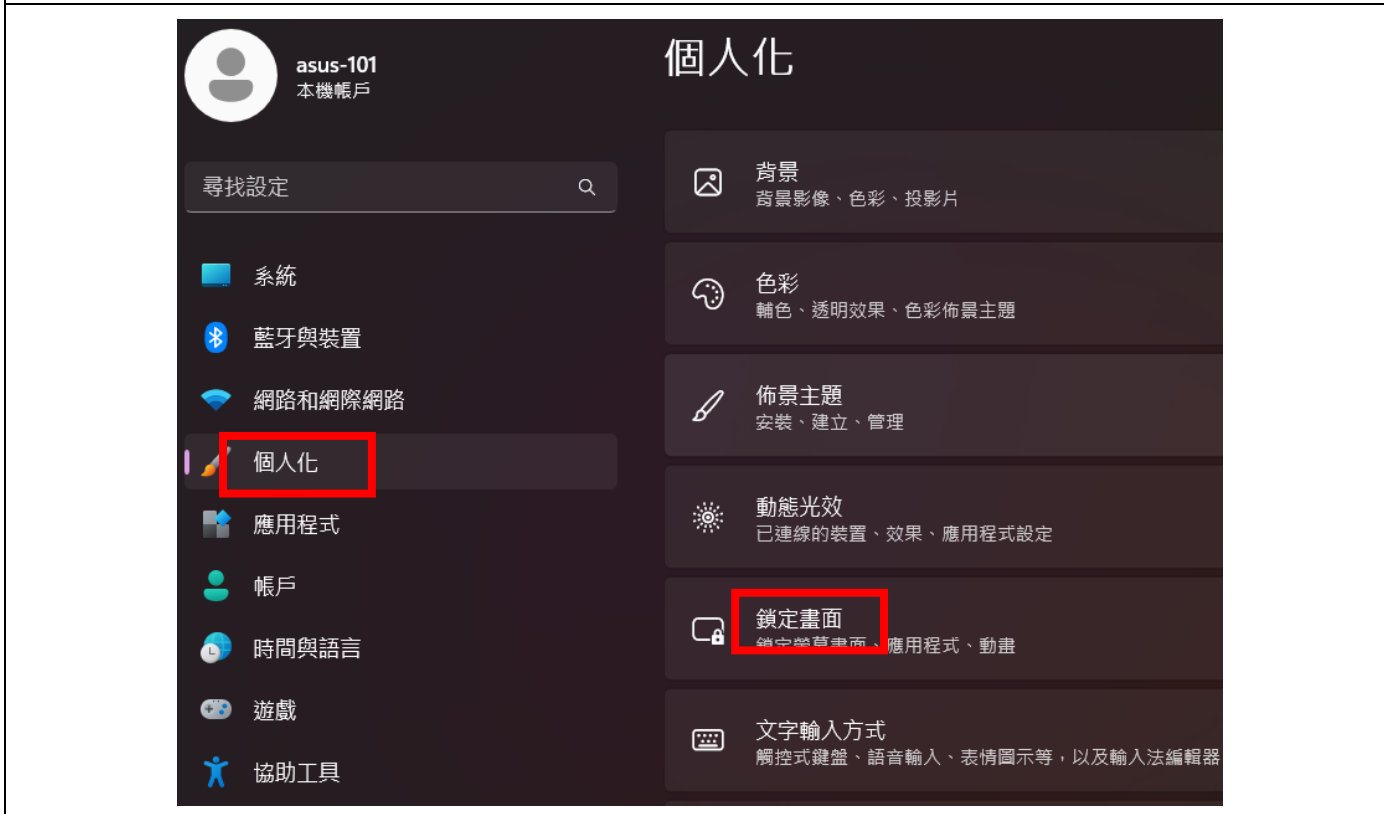 asus-101
本機帳戶
尋找設定
系統
藍牙與裝置
網路和網際網路
個人化
應用程式
帳戶
時間與語言
遊戲
協助工具
個人化
背景
背景影像、色彩、投影片
色彩
輔色、透明效果、色彩佈景主題
佈景主題
安裝、建立、管理
動態光效
已連線的裝置、效果、應用程式設定
鎖定畫面
鎖定螢幕畫面、應用程式、動畫
文字輸入方式
觸控式鍵盤、語音輸入、表情圖示等，以及輸入法編輯器